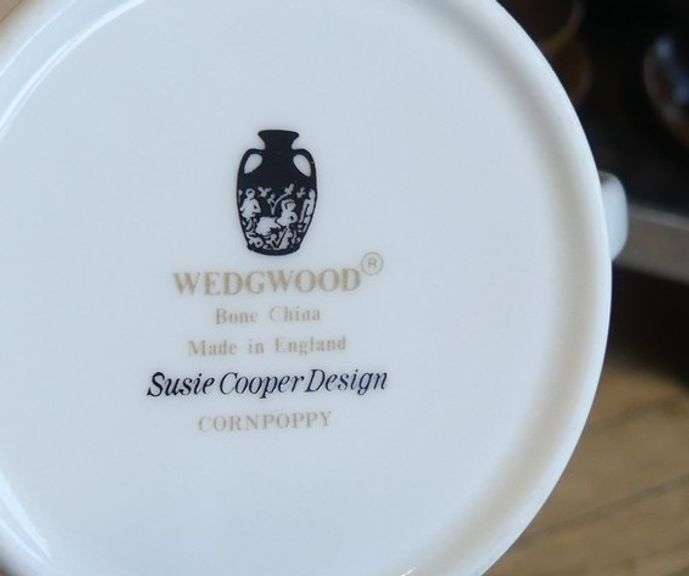 WEDGWOOD®
Bone China
Made in England
Susie Cooper Design
CORNPOPPY